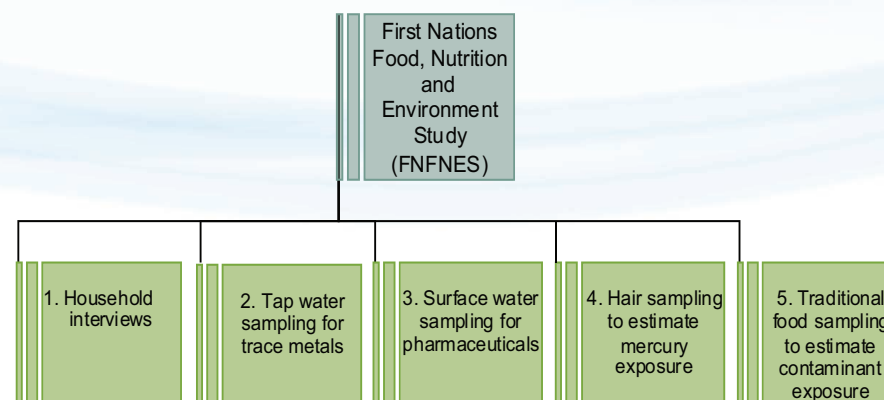 First Nations
Food, Nutrition
and
Environment
Study
(FNFNES)
1. Household
interviews
2. Tap water
sampling for
trace metals
3. Surface water
sampling for
pharmaceuticals
4. Hair sampling
to estimate
mercury
exposure
5. Traditional
food sampling
to estimate
contaminant
exposure